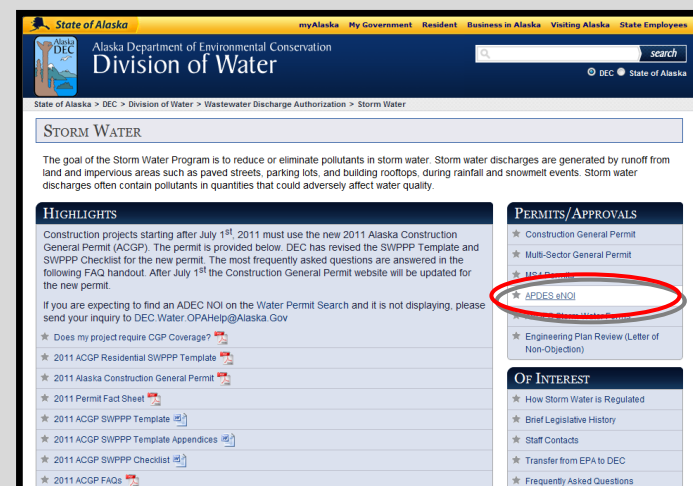 State of Alaska
myAlaska My Government Resident Business in Alaska Visiting Alaska State Employees
Alaska
DEC
Alaska Department of Environmental Conservation
Division of Water
search
DEC State of Alaska
State of Alaska > DEC > Division of Water > Wastewater Discharge Authorization > Storm Water
STORM WATER
The goal of the Storm Water Program is to reduce or eliminate pollutants in storm water. Storm water discharges are generated by runoff from
land and impervious areas such as paved streets, parking lots, and building rooftops, during rainfall and snowmelt events. Storm water
discharges often contain pollutants in quantities that could adversely affect water quality.
HIGHLIGHTS
Construction projects starting after July 1st, 2011 must use the new 2011 Alaska Construction
General Permit (ACGP). The permit is provided below. DEC has revised the SWPPP Template and
SWPPP Checklist for the new permit. The most frequently asked questions are answered in the
following FAQ handout. After July 1st the Construction General Permit website will be updated for
the new permit.
If you are expecting to find an ADEC NOI on the Water Permit Search and it is not displaying, please
send your inquiry to DEC.Water.OPAHelp@Alaska.Gov
Does my project require CGP Coverage?
2011 ACGP Residential SWPPP Template
2011 Alaska Construction General Permit
2011 Permit Fact Sheet
2011 ACGP SWPPP Template
2011 ACGP SWPPP Template Appendices
2011 ACGP SWPPP Checklist
2011 ACGP FAQs
PERMITS/APPROVALS
Construction General Permit
Multi-Sector General Permit
MS4 Permits
APDES eNOI
Storm Water Permit
Engineering Plan Review (Letter of
Non-Objection)
OF INTEREST
How Storm Water is Regulated
Brief Legislative History
Staff Contacts
Transfer from EPA to DEC
Frequently Asked Questions